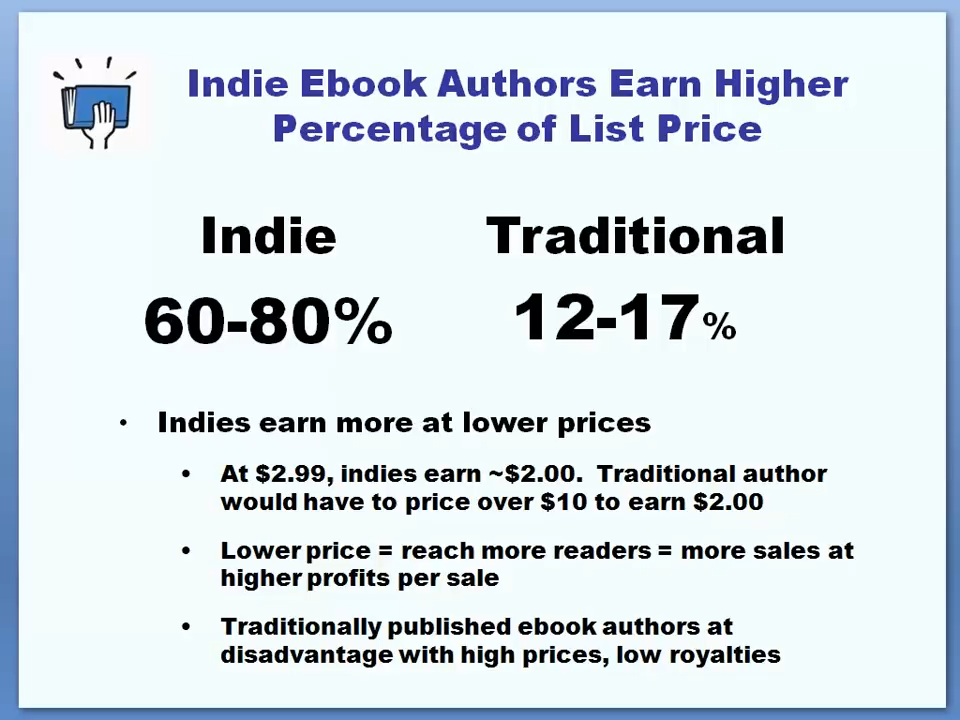 Indie Ebook Authors Earn Higher
Percentage of List Price
Indie
Traditional
60-80%
12-17%
• Indies earn more at lower prices
• At $2.99, indies earn ~$2.00. Traditional author
would have to price over $10 to earn $2.00
• Lower price = reach more readers = more sales at
higher profits per sale
• Traditionally published ebook authors at
disadvantage with high prices, low royalties